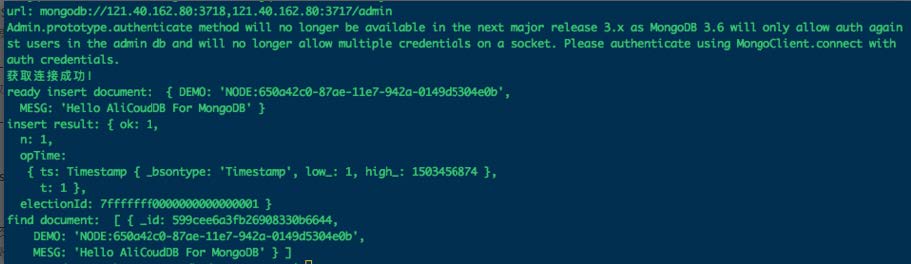 url: mongodb://121.40.162.80:3718,121.40.162.80:3717/admin
Admin.prototype.authenticate method will no longer be available in the next major release 3.x as MongoDB 3.6 will only allow auth again
st users in the admin db and will no longer allow multiple credentials on a socket. Please authenticate using MongoClient.connect with
auth credentials.
获取连接成功!
ready insert document:  { DEMO: 'NODE:650a42c0-87ae-11e7-942a-0149d5304e0b',
  MESG: 'Hello AliCoudDB For MongoDB' }
insert result: { ok: 1,
  n: 1,
  opTime:
   { ts: Timestamp { _bsontype: 'Timestamp', low_: 1, high_: 1503456874 },
     t: 1 },
  electionId: 7fffffff0000000000000001 }
find document:  [ { _id: 599cee6a3fb26908330b6644,
    DEMO: 'NODE:650a42c0-87ae-11e7-942a-0149d5304e0b',
    MESG: 'Hello AliCoudDB For MongoDB' } ]